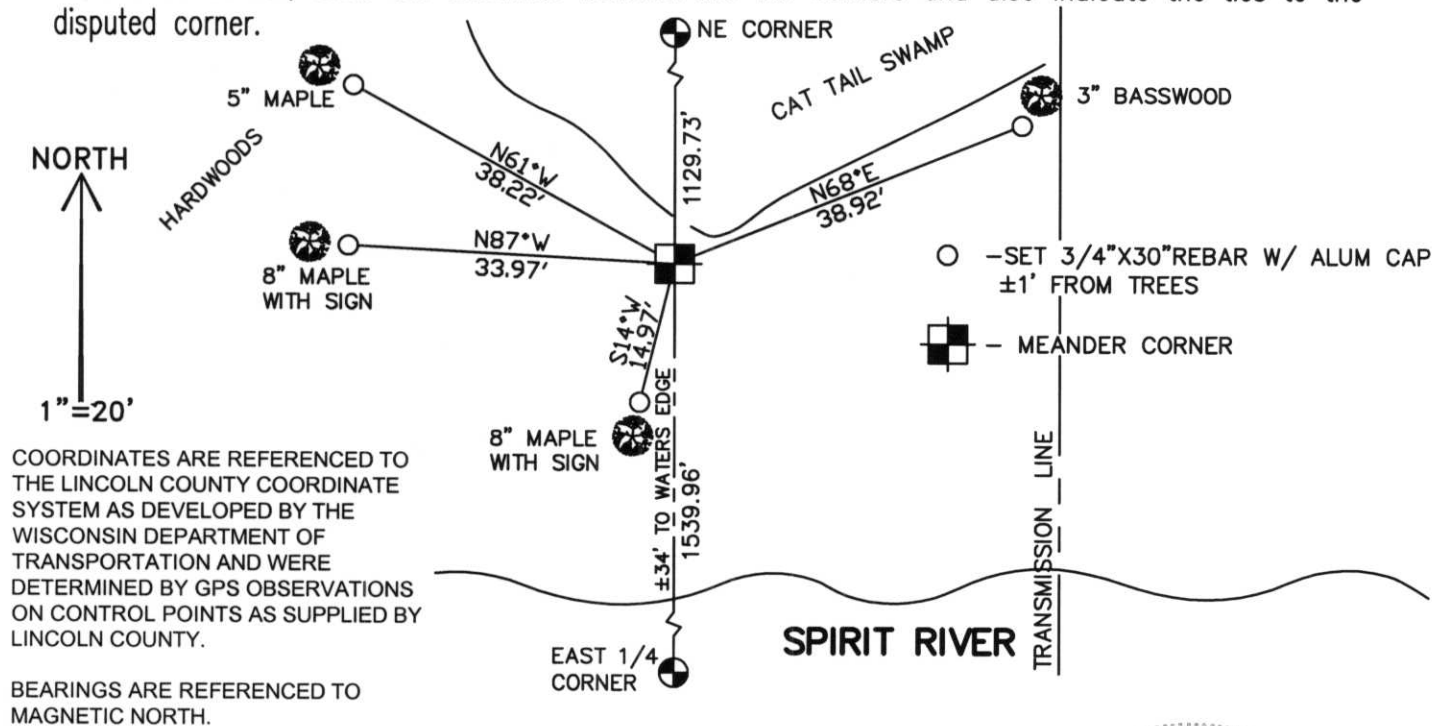 disputed corner.
NE CORNER
CAT TAIL SWAMP
5" MAPLE
3" BASSWOOD
HARDWOODS
NORTH
1129.73'
N61°W
38.22'
N68°E
38.92'
N87°W
33.97'
8" MAPLE
WITH SIGN
-SET 3/4"X30"REBAR W/ ALUM CAP
±1' FROM TREES
- MEANDER CORNER
S14°W
14.97'
1"=20'
8" MAPLE
WITH SIGN
±34' TO WATERS EDGE
1539.96'
TRANSMISSION LINE
COORDINATES ARE REFERENCED TO
THE LINCOLN COUNTY COORDINATE
SYSTEM AS DEVELOPED BY THE
WISCONSIN DEPARTMENT OF
TRANSPORTATION AND WERE
DETERMINED BY GPS OBSERVATIONS
ON CONTROL POINTS AS SUPPLIED BY
LINCOLN COUNTY.
SPIRIT RIVER
EAST 1/4
CORNER
BEARINGS ARE REFERENCED TO
MAGNETIC NORTH.